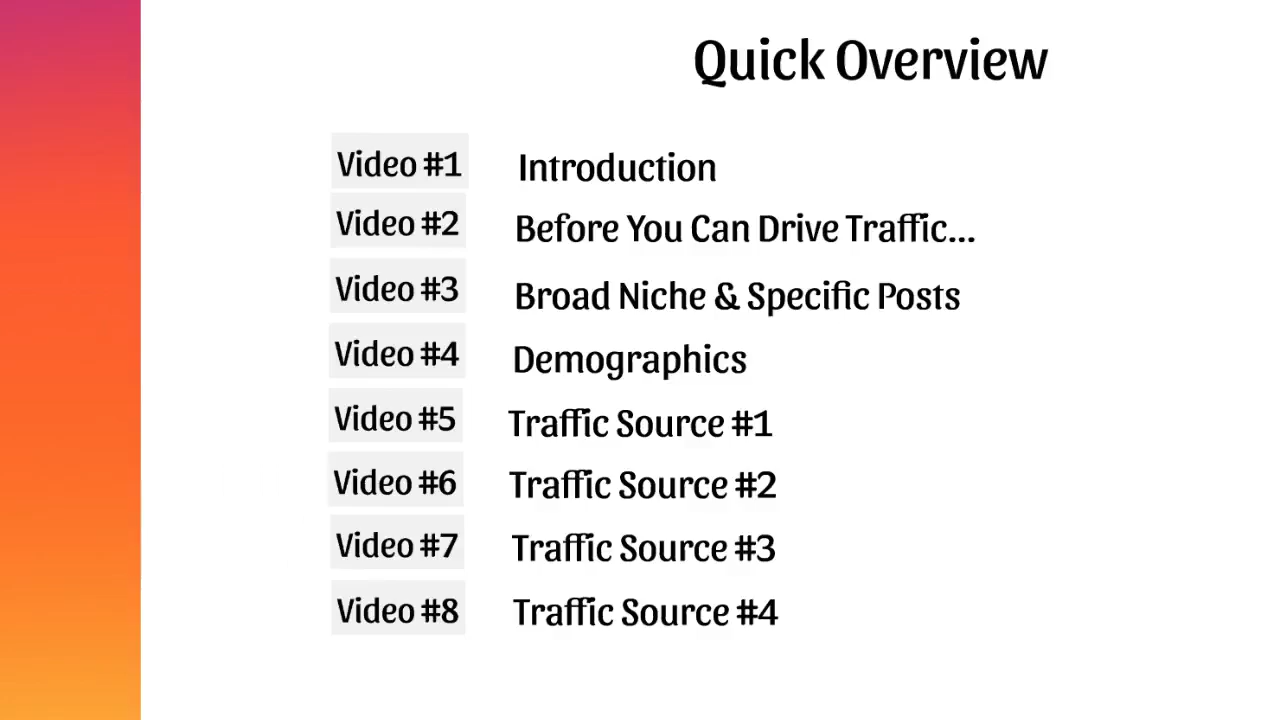 Quick Overview
Video #1 Introduction
Video #2 Before You Can Drive Traffic...
Video #3 Broad Niche & Specific Posts
Video #4 Demographics
Video #5 Traffic Source #1
Video #6 Traffic Source #2
Video #7 Traffic Source #3
Video #8 Traffic Source #4